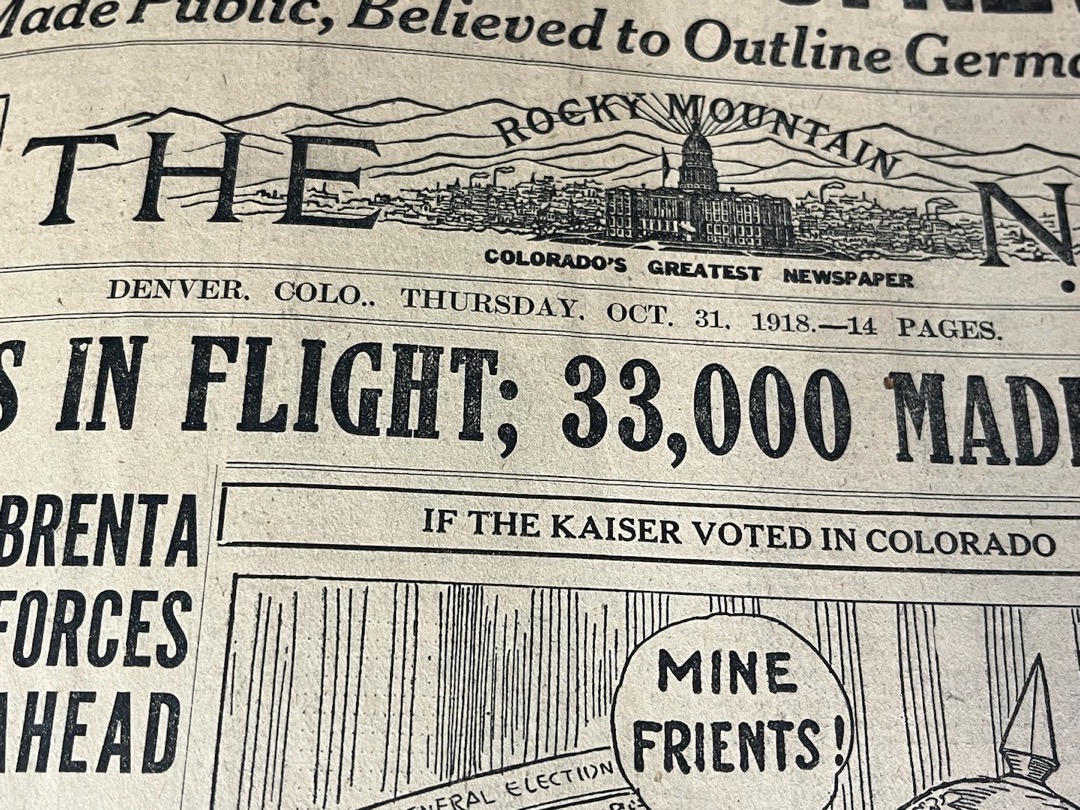 Made Public, Believed to Outline Germa
THE ROCKY MOUNTAIN N.
COLORADO'S GREATEST NEWSPAPER
DENVER. COLO.. THURSDAY. OCT. 31. 1918.—14 PAGES.
S IN FLIGHT; 33,000 MADE
BRENTA
FORCES
AHEAD
IF THE KAISER VOTED IN COLORADO
MINE
FRIENTS!
GENERAL ELECTION